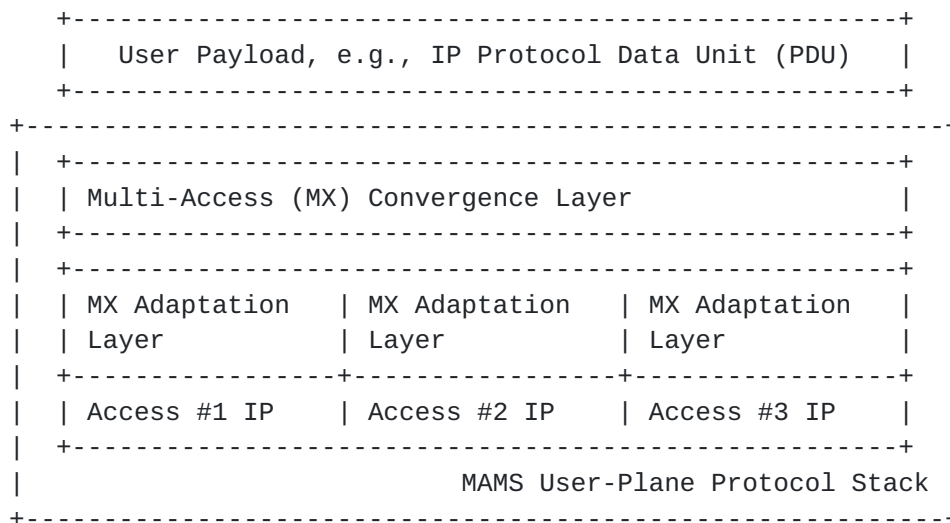 User Payload, e.g., IP Protocol Data Unit (PDU)
Multi-Access (MX) Convergence Layer
MX Adaptation | MX Adaptation | MX Adaptation
Layer | Layer | Layer
Access #1 IP | Access #2 IP | Access #3 IP
MAMS User-Plane Protocol Stack